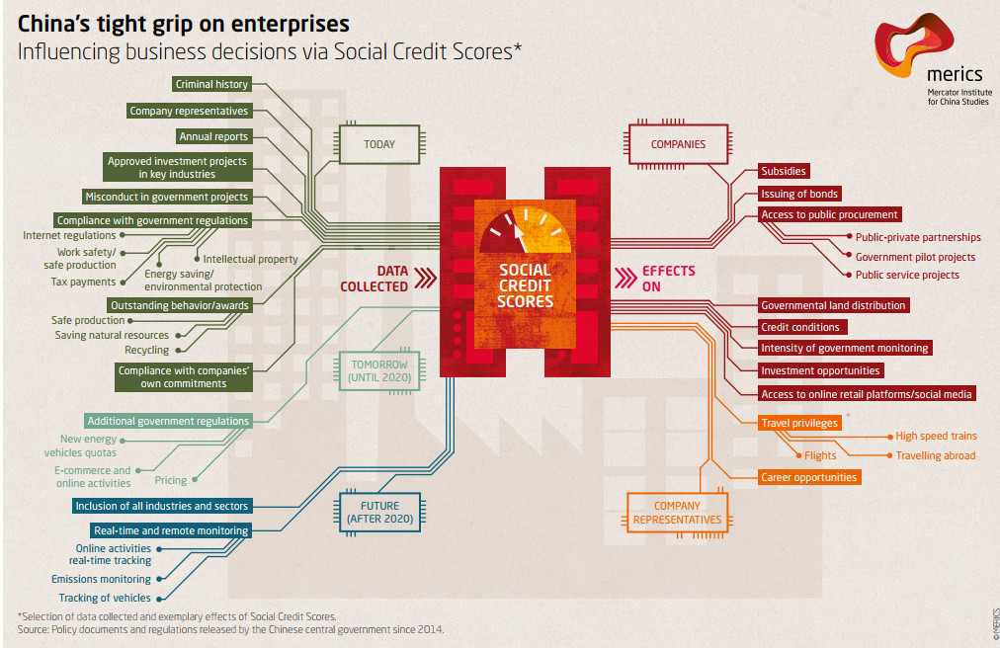 China's tight grip on enterprises
Influencing business decisions via Social Credit Scores*
merics
Mercator Institute
for China Studies
Criminal history
Company representatives
Annual reports
Approved investment projects
in key industries
Misconduct in government projects
Compliance with government regulations
Internet regulations
Work safety/
safe production
Tax payments
Energy saving/
environmental protection
Intellectual property
Outstanding behavior/awards
Safe production
Saving natural resources
Recycling
Compliance with companies'
own commitments
Additional government regulations
New energy
vehicles quotas
E-commerce and
online activities
Pricing
Inclusion of all industries and sectors
Real-time and remote monitoring
Online activities
real-time tracking
Emissions monitoring
Tracking of vehicles
TODAY
DATA
COLLECTED
TOMORROW
(UNTIL 2020)
FUTURE
(AFTER 2020)
SOCIAL
CREDIT
SCORES
EFFECTS
ON
COMPANIES
Subsidies
Issuing of bonds
Access to public procurement
Public-private partnerships
Government pilot projects
Public service projects
Governmental land distribution
Credit conditions
Intensity of government monitoring
Investment opportunities
Access to online retail platforms/social media
Travel privileges
High speed trains
Flights
Travelling abroad
Career opportunities
COMPANY
REPRESENTATIVES
*Selection of data collected and exemplary effects of Social Credit Scores.
Source: Policy documents and regulations released by the Chinese central government since 2014.
© MERICS